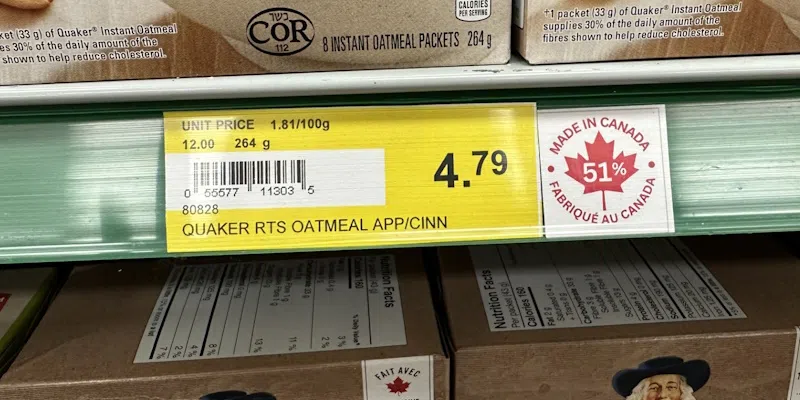 ket (33 g) of Quaker® Instant Oatmeal
es 30% of the daily amount of the
shown to help reduce cholesterol.
כשר
COR
112
8 INSTANT OATMEAL PACKETS 264 g
CALORIES
PER SERVING
†1 packet (33 g) of Quaker® Instant Oatmeal
supplies 30% of the daily amount of the
fibres shown to help reduce cholesterol.
UNIT PRICE 1.81/100g
12.00 264 g
0 55577 11303 5
80828
QUAKER RTS OATMEAL APP/CINN
4.79
MADE IN CANADA
51%
FABRIQUÉ AU CANADA
Nutrition Facts
Calories 160
Nutrition Facts
Per packet (43 g)
Calories 160
FAIT AVEC